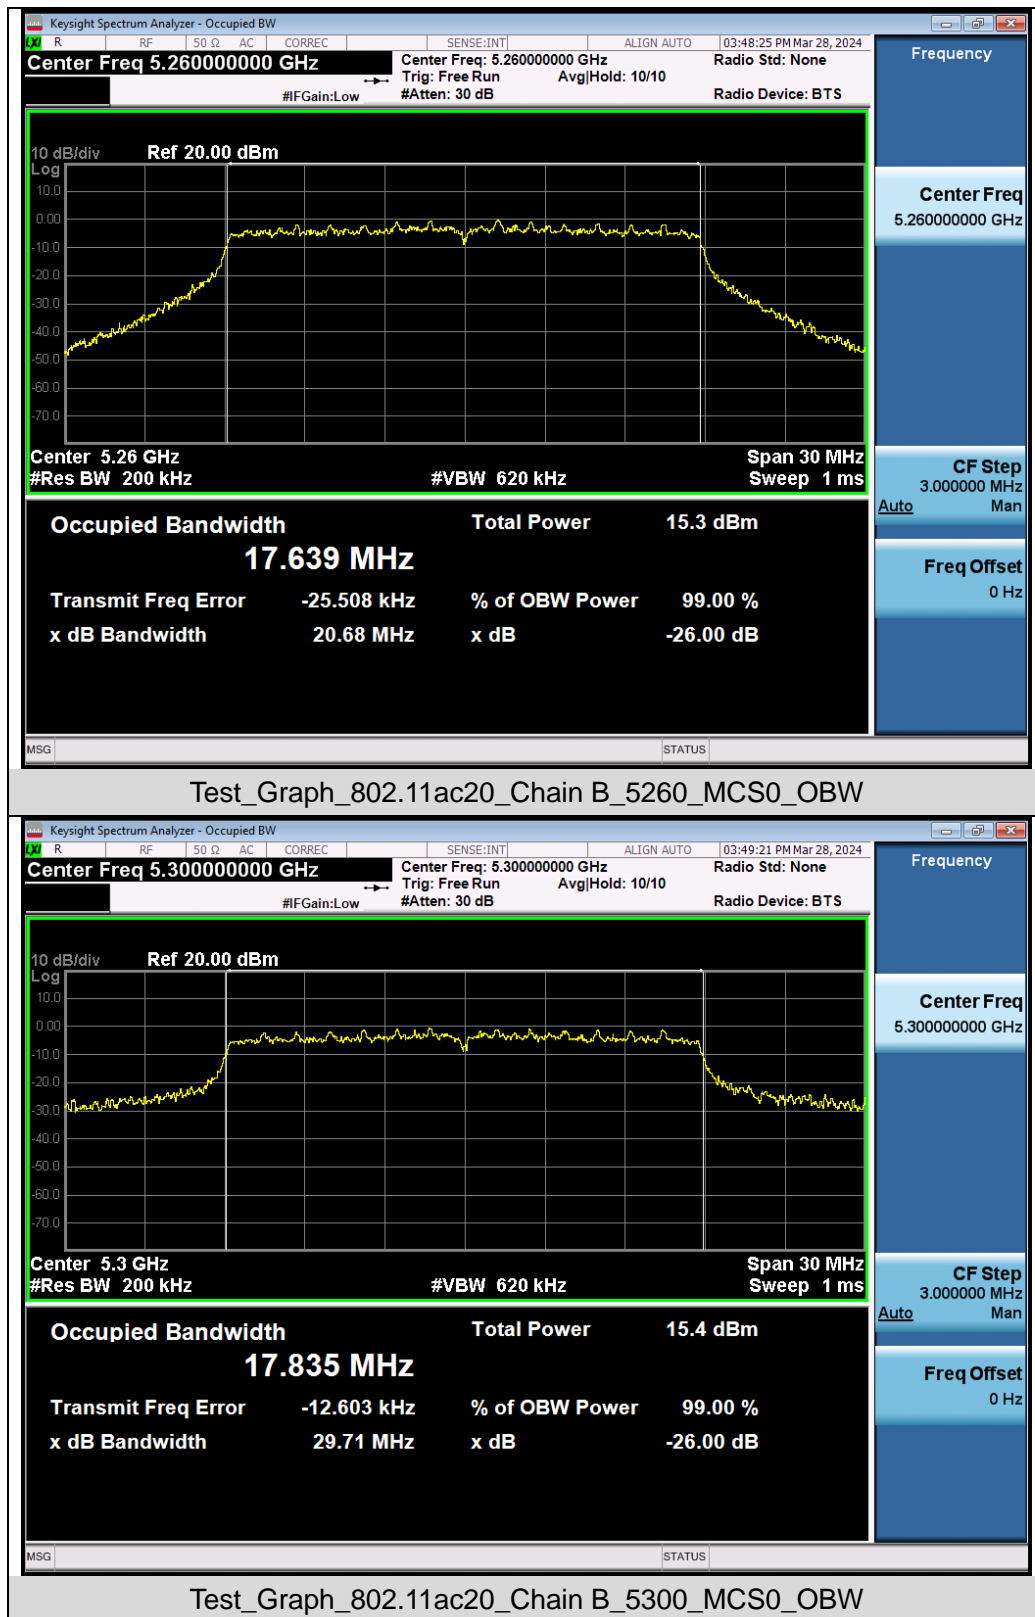 Keysight Spectrum Analyzer - Occupied BW
LXI R RF 50 Ω AC CORREC SENSE:INT ALIGN AUTO 03:48:25 PM Mar 28, 2024
Center Freq 5.260000000 GHz
Center Freq: 5.260000000 GHz Radio Std: None
Trig: Free Run Avg|Hold: 10/10
#IFGain:Low #Atten: 30 dB Radio Device: BTS
Frequency
10 dB/div Ref 20.00 dBm
Log
10.0
0.00
-10.0
-20.0
-30.0
-40.0
-50.0
-60.0
-70.0
Center 5.26 GHz Span 30 MHz
#Res BW 200 kHz #VBW 620 kHz Sweep 1 ms
Center Freq
5.260000000 GHz
CF Step
3.000000 MHz
Auto Man
Freq Offset
0 Hz
Occupied Bandwidth Total Power 15.3 dBm
17.639 MHz
Transmit Freq Error -25.508 kHz % of OBW Power 99.00 %
x dB Bandwidth 20.68 MHz x dB -26.00 dB
MSG STATUS
Test_Graph_802.11ac20_Chain B_5260_MCS0_OBW
Keysight Spectrum Analyzer - Occupied BW
LXI R RF 50 Ω AC CORREC SENSE:INT ALIGN AUTO 03:49:21 PM Mar 28, 2024
Center Freq 5.300000000 GHz
Center Freq: 5.300000000 GHz Radio Std: None
Trig: Free Run Avg|Hold: 10/10
#IFGain:Low #Atten: 30 dB Radio Device: BTS
Frequency
10 dB/div Ref 20.00 dBm
Log
10.0
0.00
-10.0
-20.0
-30.0
-40.0
-50.0
-60.0
-70.0
Center 5.3 GHz Span 30 MHz
#Res BW 200 kHz #VBW 620 kHz Sweep 1 ms
Center Freq
5.300000000 GHz
CF Step
3.000000 MHz
Auto Man
Freq Offset
0 Hz
Occupied Bandwidth Total Power 15.4 dBm
17.835 MHz
Transmit Freq Error -12.603 kHz % of OBW Power 99.00 %
x dB Bandwidth 29.71 MHz x dB -26.00 dB
MSG STATUS
Test_Graph_802.11ac20_Chain B_5300_MCS0_OBW